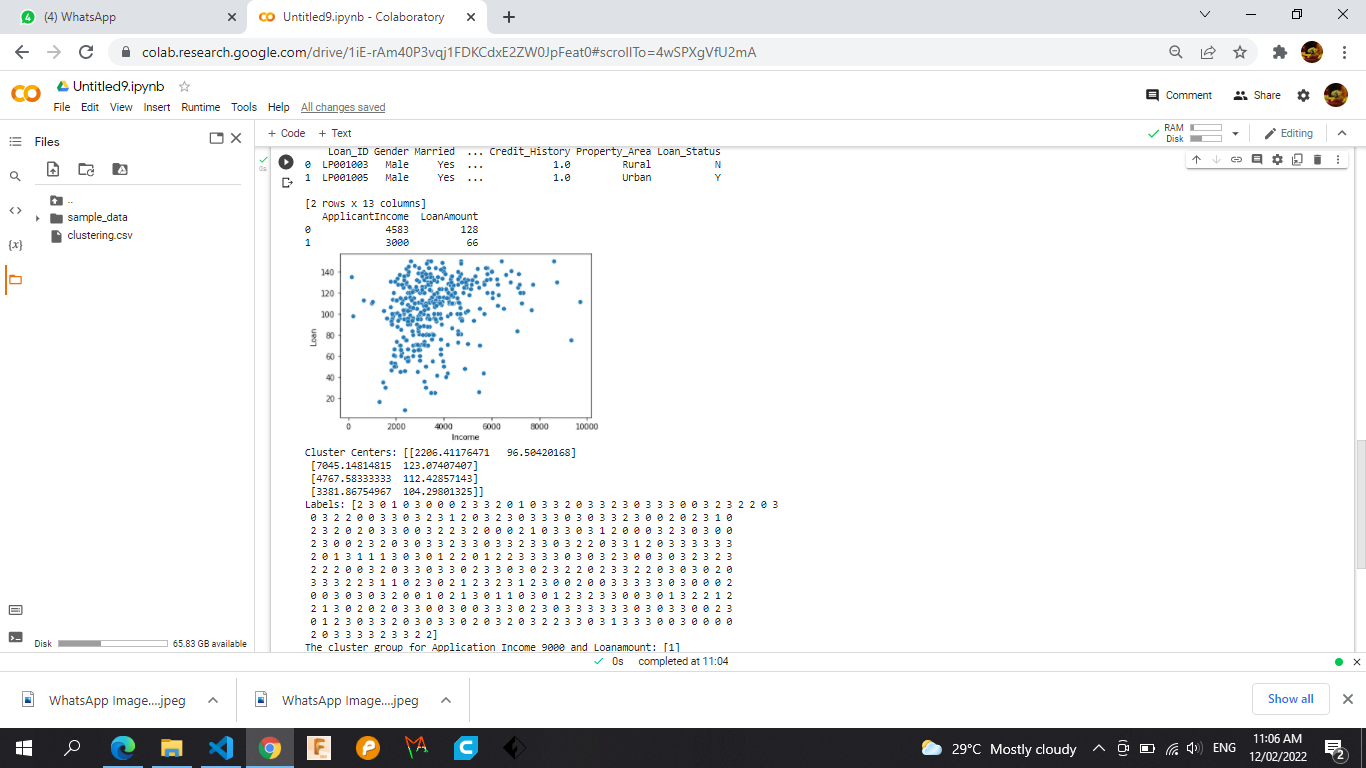 (4) WhatsApp
Untitled9.ipynb - Colaboratory
colab.research.google.com/drive/1iE-rAm40P3vqj1FDKCdxE2ZW0JpFeat0#scrollTo=4wSPXgVfU2mA
Untitled9.ipynb
File Edit View Insert Runtime Tools Help All changes saved
Comment Share
Files
+ Code + Text
RAM
Disk
Editing
..
sample_data
clustering.csv
{x}
0s
Loan_ID Gender Married ... Credit_History Property_Area Loan_Status
0 LP001003 Male Yes ... 1.0 Rural N
1 LP001005 Male Yes ... 1.0 Urban Y
[2 rows x 13 columns]
ApplicantIncome LoanAmount
0 4583 128
1 3000 66
140
120
100
80
60
40
20
Loan
0 2000 4000 6000 8000 10000
Income
Cluster Centers: [[2206.41176471 96.50420168]
[7045.14814815 123.07407407]
[4767.58333333 112.42857143]
[3381.86754967 104.29801325]]
Labels: [2 3 0 1 0 3 0 0 0 2 3 3 2 0 1 0 3 3 2 0 3 3 2 3 0 3 3 3 0 0 3 2 3 2 2 0 3
0 3 2 2 0 0 3 3 0 3 2 3 1 2 0 3 2 3 0 3 3 3 0 3 0 3 3 2 3 0 0 2 0 2 3 1 0
2 3 2 0 2 0 3 3 0 0 3 2 2 3 2 0 0 0 2 1 0 3 3 0 3 1 2 0 0 0 3 2 3 0 3 0 0
2 3 0 0 2 3 2 0 3 0 3 3 2 3 3 0 3 3 2 3 3 0 3 2 2 0 3 3 1 2 0 3 3 3 3 3 3
2 0 1 3 1 1 1 3 0 3 0 1 2 2 0 1 2 2 3 3 3 3 0 3 0 3 2 3 0 0 3 0 3 2 3 2 3
2 2 2 0 0 3 2 0 3 3 0 3 3 0 2 3 3 0 3 0 2 3 2 2 0 2 3 3 2 2 0 3 0 3 0 2 0
3 3 3 2 2 3 1 1 0 2 3 0 2 1 2 3 2 3 1 2 3 0 0 2 0 0 3 3 3 3 3 0 3 0 0 0 2
0 0 3 0 3 0 3 2 0 0 1 0 2 1 3 0 1 1 0 3 0 1 2 3 2 3 3 0 0 3 0 1 3 2 2 1 2
2 1 3 0 2 0 2 0 3 3 0 0 3 0 0 3 3 3 0 2 3 0 3 3 3 3 3 3 0 3 0 3 3 0 0 2 3
0 1 2 3 0 3 3 2 0 3 0 3 3 0 2 0 3 2 0 3 2 2 3 3 0 3 1 3 3 3 0 0 3 0 0 0 0
2 0 3 3 3 3 2 3 3 2 2]
The cluster group for Application Income 9000 and Loanamount: [1]
Disk 65.83 GB available
0s completed at 11:04
WhatsApp Image....jpeg
WhatsApp Image....jpeg
Show all
29°C Mostly cloudy
ENG
11:06 AM
12/02/2022
2